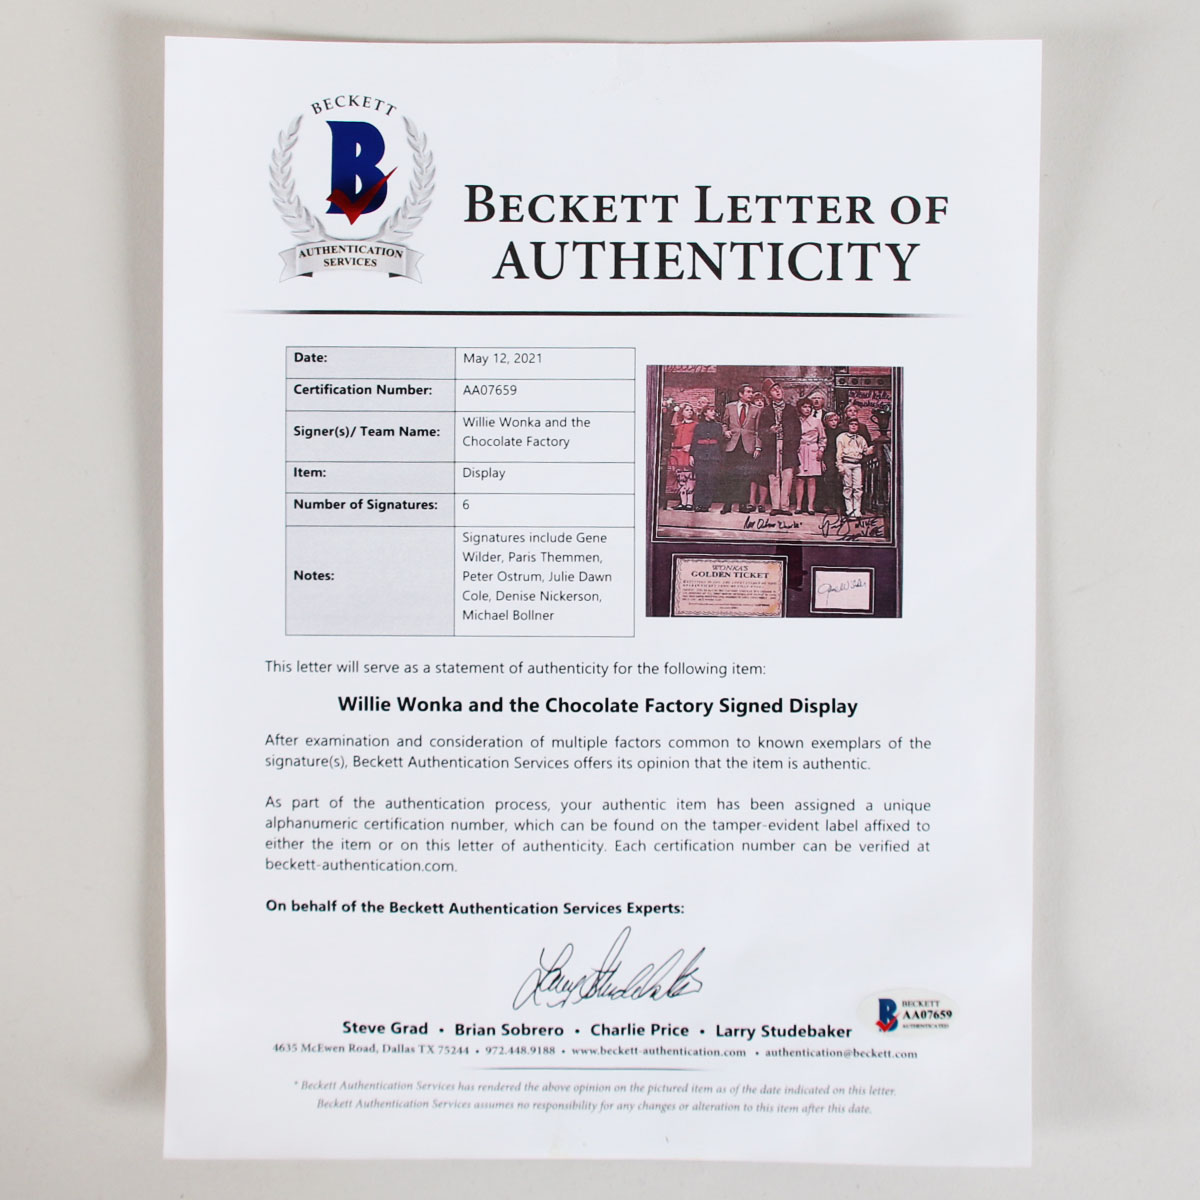 BECKETT
B
AUTHENTICATION
SERVICES
BECKETT LETTER OF
AUTHENTICITY
Date: May 12, 2021
Certification Number: AA07659
Signer(s)/ Team Name: Willie Wonka and the
Chocolate Factory
Item: Display
Number of Signatures: 6
Notes: Signatures include Gene
Wilder, Paris Themmen,
Peter Ostrum, Julie Dawn
Cole, Denise Nickerson,
Michael Bollner
WONKA'S
GOLDEN TICKET
This letter will serve as a statement of authenticity for the following item:
Willie Wonka and the Chocolate Factory Signed Display
After examination and consideration of multiple factors common to known exemplars of the
signature(s), Beckett Authentication Services offers its opinion that the item is authentic.
As part of the authentication process, your authentic item has been assigned a unique
alphanumeric certification number, which can be found on the tamper-evident label affixed to
either the item or on this letter of authenticity. Each certification number can be verified at
beckett-authentication.com.
On behalf of the Beckett Authentication Services Experts:
Larry Studebaker
Steve Grad • Brian Sobrero • Charlie Price • Larry Studebaker
B BECKETT
AA07659
AUTHENTICATED
4635 McEwen Road, Dallas TX 75244 • 972.448.9188 • www.beckett-authentication.com • authentication@beckett.com
* Beckett Authentication Services has rendered the above opinion on the pictured item as of the date indicated on this letter.
Beckett Authentication Services assumes no responsibility for any changes or alteration to this item after this date.